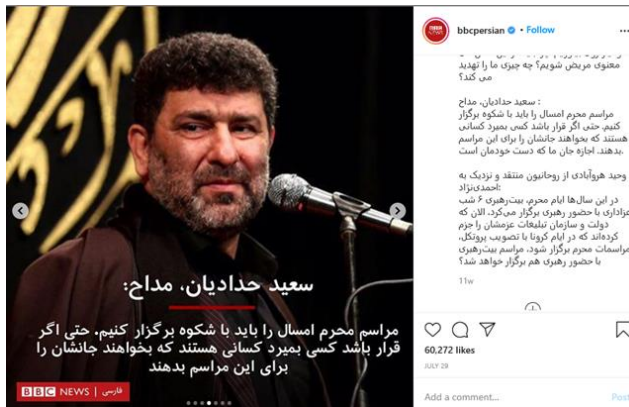 سعید حدادیان، مداح:
مراسم محرم امسال را باید با شکوه برگزار کنیم، حتی اگر
قرار باشد کسی بمیرد کسانی هستند که بخواهند جانشان را
برای این مراسم بدهند
BBC NEWS | فارسی
bbcpersian • Follow
معنوی مریض شویم؟ چه چیزی ما را تهدید
می کند؟
سعید حدادیان، مداح :
مراسم محرم امسال را باید با شکوه برگزار
کنیم، حتی اگر قرار باشد کسی بمیرد کسانی
هستند که بخواهند جانشان را برای این مراسم
بدهند. اجازه جان ما که دست خودمان است.
وحید هروآبادی از روحانیون منتقد و نزدیک به
احمدی‌نژاد:
در این سال‌ها ایام محرم، بیت‌رهبری ۶ شب
عزاداری با حضور رهبری برگزار می‌کرد. الان که
دولت و سازمان تبلیغات عزمشان را جزم
کرده‌اند که در ایام کرونا با تصویب پروتکل،
مراسمات محرم برگزار شود، مراسم بیت‌رهبری
با حضور رهبری هم برگزار خواهد شد؟
11w
60,272 likes
JULY 29
Add a comment...
Post